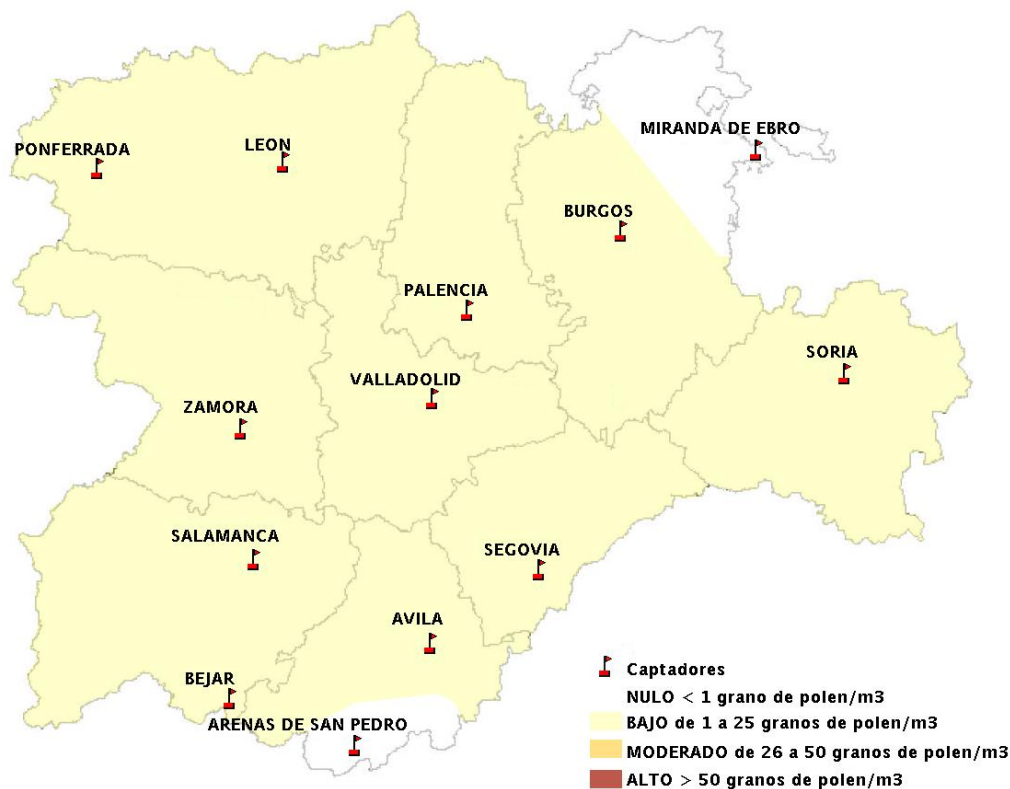 MIRANDA DE EBRO
PONFERRADA
LEON
BURGOS
PALENCIA
SORIA
VALLADOLID
ZAMORA
SALAMANCA
SEGOVIA
AVILA
BEJAR
ARENAS DE SAN PEDRO
Captadores
NULO < 1 grano de polen/m3
BAJO de 1 a 25 granos de polen/m3
MODERADO de 26 a 50 granos de polen/m3
ALTO > 50 granos de polen/m3